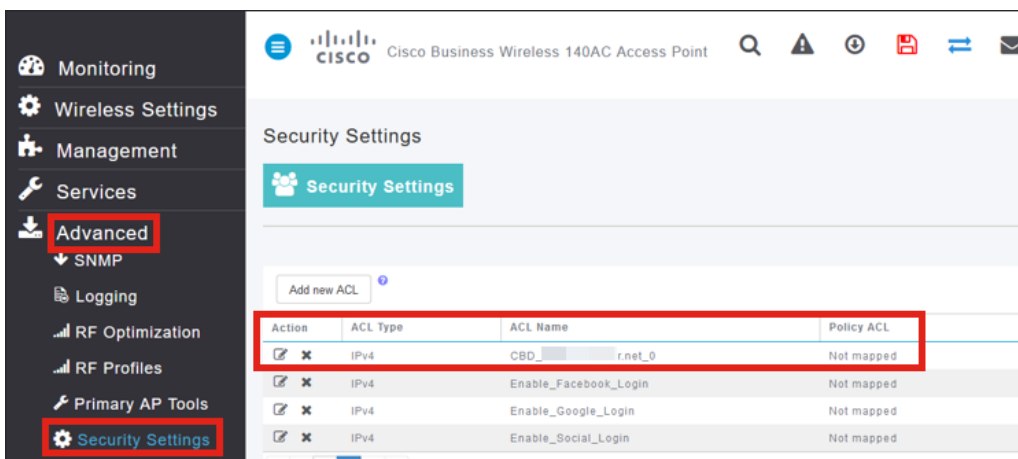 CISCO Cisco Business Wireless 140AC Access Point
Monitoring
Wireless Settings
Management
Services
Advanced
SNMP
Logging
RF Optimization
RF Profiles
Primary AP Tools
Security Settings
Security Settings
Security Settings
Add new ACL ?
Action ACL Type ACL Name Policy ACL
IPv4 CBD_ r.net_0 Not mapped
IPv4 Enable_Facebook_Login Not mapped
IPv4 Enable_Google_Login Not mapped
IPv4 Enable_Social_Login Not mapped